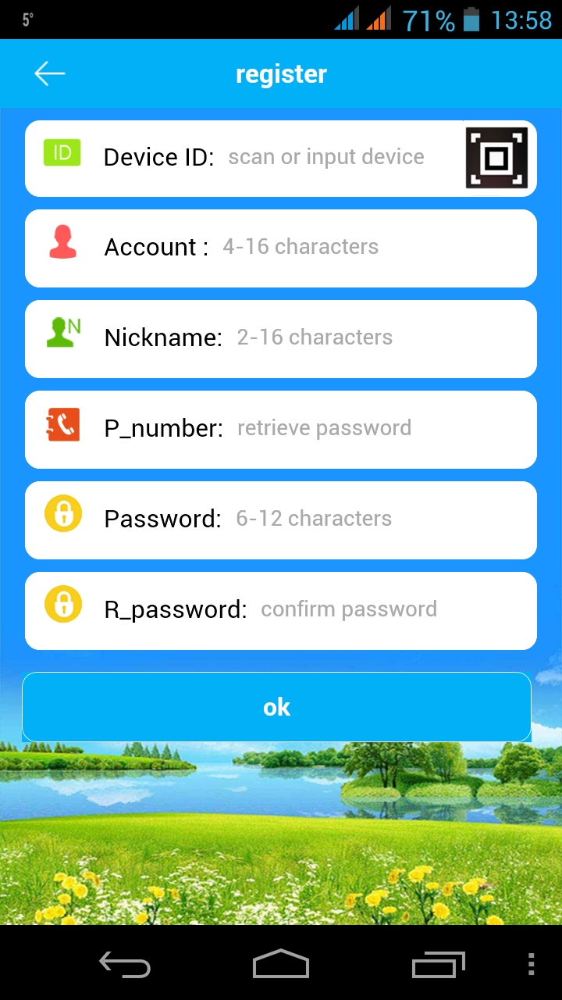 5°
71% 13:58
register
ID Device ID: scan or input device
Account : 4-16 characters
N Nickname: 2-16 characters
P_number: retrieve password
Password: 6-12 characters
R_password: confirm password
ok